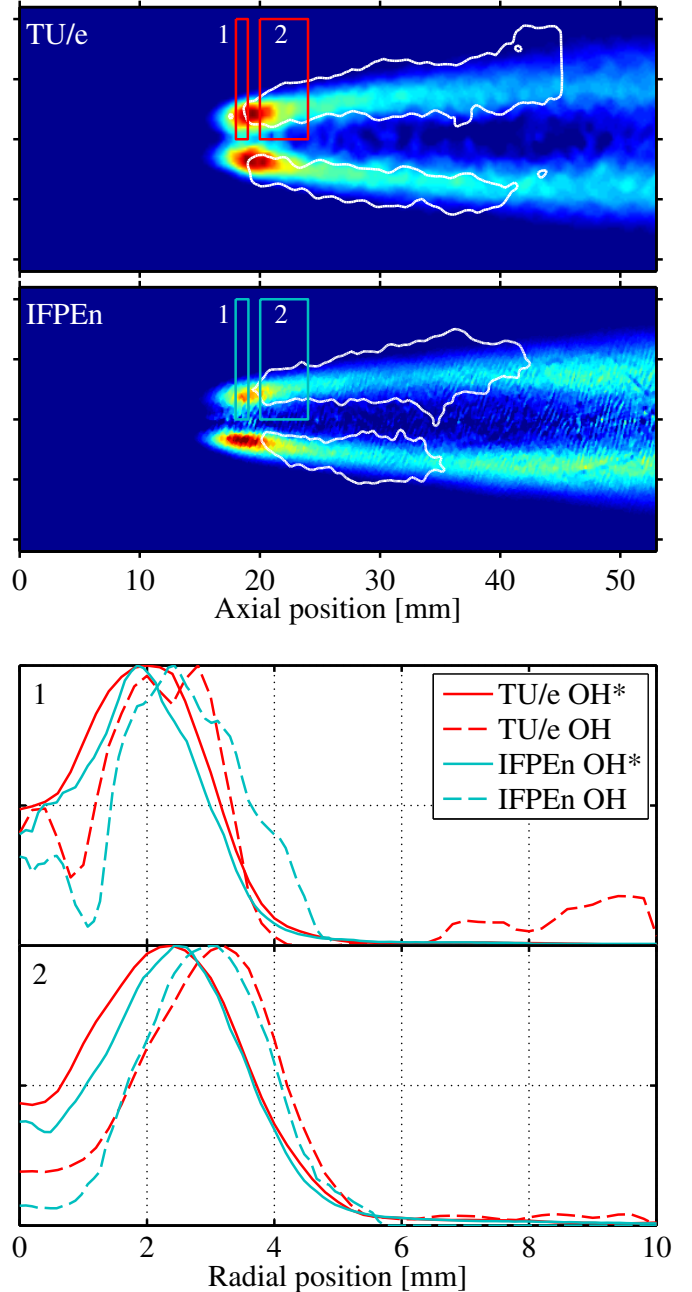 TU/e
1 2
IFPEn
1 2
0 10 20 30 40 50
Axial position [mm]
1
TU/e OH*
TU/e OH
IFPEn OH*
IFPEn OH
2
0 2 4 6 8 10
Radial position [mm]